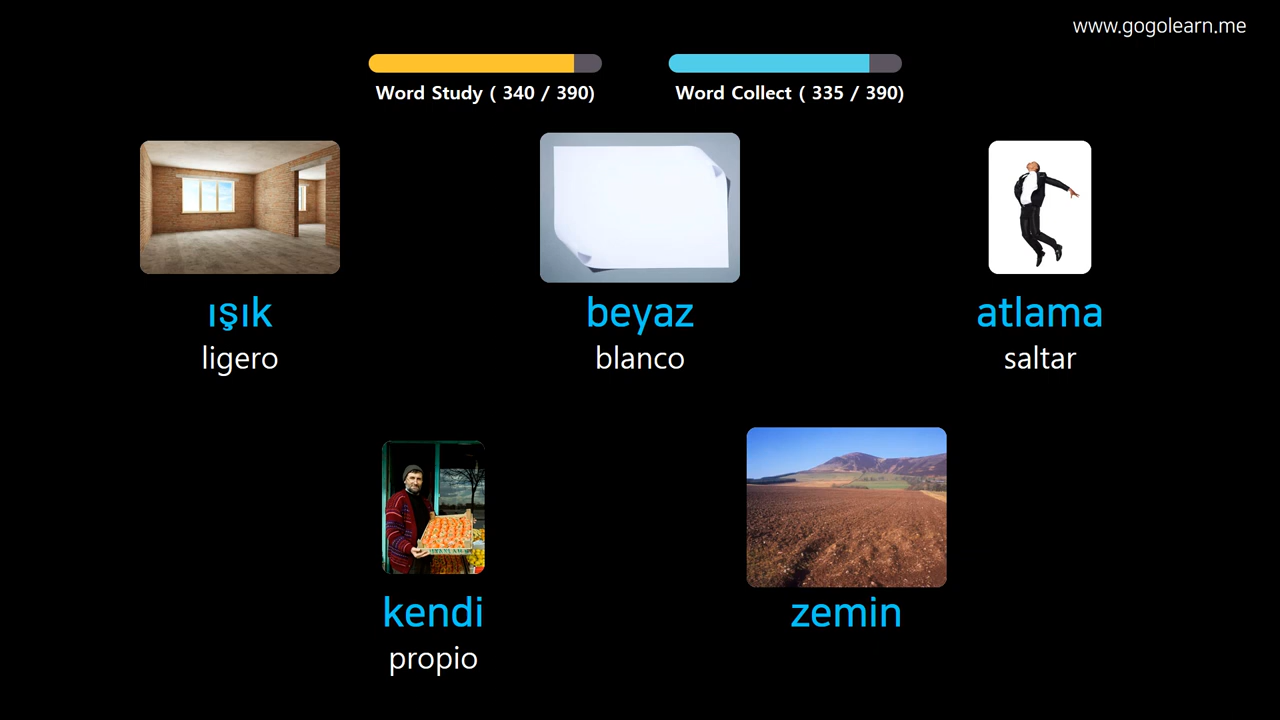 www.gogolearn.me
Word Study ( 340 / 390)
Word Collect ( 335 / 390)
ışık
ligero
beyaz
blanco
atlama
saltar
kendi
propio
zemin